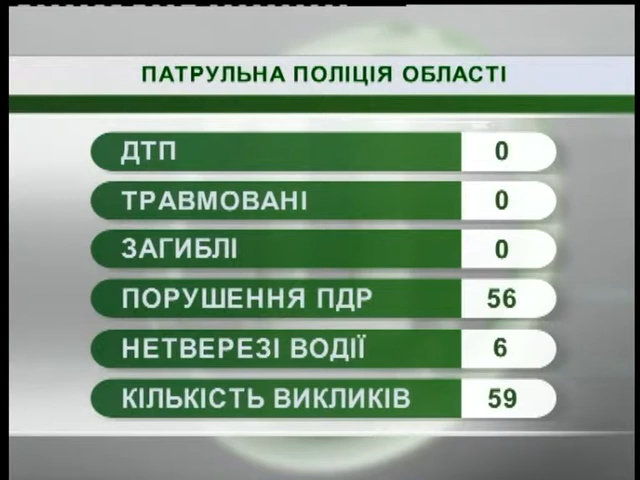 ПАТРУЛЬНА ПОЛІЦІЯ ОБЛАСТІ
ДТП 0
ТРАВМОВАНІ 0
ЗАГИБЛІ 0
ПОРУШЕННЯ ПДР 56
НЕТВЕРЕЗІ ВОДІЇ 6
КІЛЬКІСТЬ ВИКЛИКІВ 59